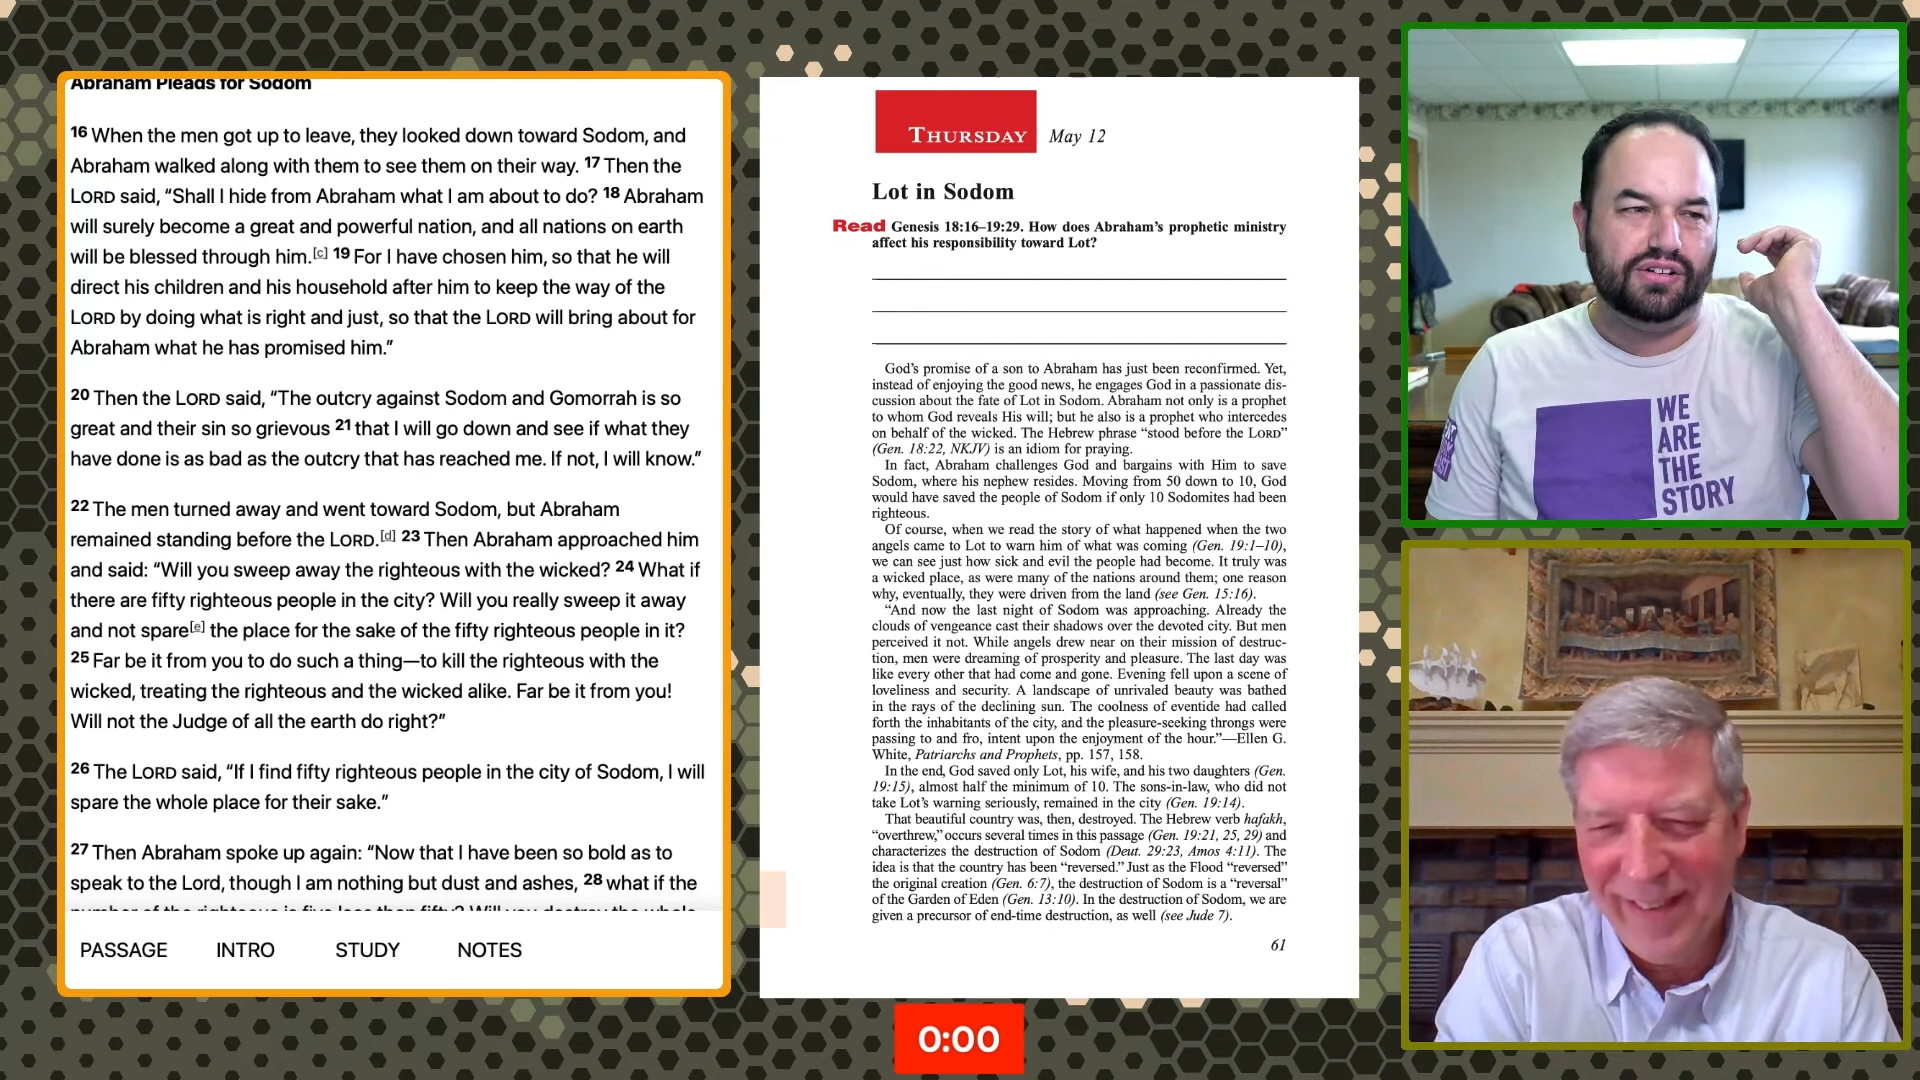 Abraham Pleads for Sodom
16 When the men got up to leave, they looked down toward Sodom, and
Abraham walked along with them to see them on their way. 17 Then the
LORD said, “Shall I hide from Abraham what I am about to do? 18 Abraham
will surely become a great and powerful nation, and all nations on earth
will be blessed through him.[c] 19 For I have chosen him, so that he will
direct his children and his household after him to keep the way of the
LORD by doing what is right and just, so that the LORD will bring about for
Abraham what he has promised him.”
20 Then the LORD said, “The outcry against Sodom and Gomorrah is so
great and their sin so grievous 21 that I will go down and see if what they
have done is as bad as the outcry that has reached me. If not, I will know.”
22 The men turned away and went toward Sodom, but Abraham
remained standing before the LORD.[d] 23 Then Abraham approached him
and said: “Will you sweep away the righteous with the wicked? 24 What if
there are fifty righteous people in the city? Will you really sweep it away
and not spare[e] the place for the sake of the fifty righteous people in it?
25 Far be it from you to do such a thing—to kill the righteous with the
wicked, treating the righteous and the wicked alike. Far be it from you!
Will not the Judge of all the earth do right?”
26 The LORD said, “If I find fifty righteous people in the city of Sodom, I will
spare the whole place for their sake.”
27 Then Abraham spoke up again: “Now that I have been so bold as to
speak to the Lord, though I am nothing but dust and ashes, 28 what if the
number of the righteous is five less than fifty? Will you destroy the whole
PASSAGE INTRO STUDY NOTES
THURSDAY May 12
Lot in Sodom
Read Genesis 18:16–19:29. How does Abraham’s prophetic ministry
affect his responsibility toward Lot?
God’s promise of a son to Abraham has just been reconfirmed. Yet,
instead of enjoying the good news, he engages God in a passionate dis-
cussion about the fate of Lot in Sodom. Abraham not only is a prophet
to whom God reveals His will; but he also is a prophet who intercedes
on behalf of the wicked. The Hebrew phrase “stood before the LORD”
(Gen. 18:22, NKJV) is an idiom for praying.
In fact, Abraham challenges God and bargains with Him to save
Sodom, where his nephew resides. Moving from 50 down to 10, God
would have saved the people of Sodom if only 10 Sodomites had been
righteous.
Of course, when we read the story of what happened when the two
angels came to Lot to warn him of what was coming (Gen. 19:1–10),
we can see just how sick and evil the people had become. It truly was
a wicked place, as were many of the nations around them; one reason
why, eventually, they were driven from the land (see Gen. 15:16).
“And now the last night of Sodom was approaching. Already the
clouds of vengeance cast their shadows over the devoted city. But men
perceived it not. While angels drew near on their mission of destruc-
tion, men were dreaming of prosperity and pleasure. The last day was
like every other that had come and gone. Evening fell upon a scene of
loveliness and security. A landscape of unrivaled beauty was bathed
in the rays of the declining sun. The coolness of eventide had called
forth the inhabitants of the city, and the pleasure-seeking throngs were
passing to and fro, intent upon the enjoyment of the hour.”—Ellen G.
White, Patriarchs and Prophets, pp. 157, 158.
In the end, God saved only Lot, his wife, and his two daughters (Gen.
19:15), almost half the minimum of 10. The sons-in-law, who did not
take Lot’s warning seriously, remained in the city (Gen. 19:14).
That beautiful country was, then, destroyed. The Hebrew verb hafakh,
“overthrew,” occurs several times in this passage (Gen. 19:21, 25, 29) and
characterizes the destruction of Sodom (Deut. 29:23, Amos 4:11). The
idea is that the country has been “reversed.” Just as the Flood “reversed”
the original creation (Gen. 6:7), the destruction of Sodom is a “reversal”
of the Garden of Eden (Gen. 13:10). In the destruction of Sodom, we are
given a precursor of end-time destruction, as well (see Jude 7).
61
0:00
WE
ARE
THE
STORY